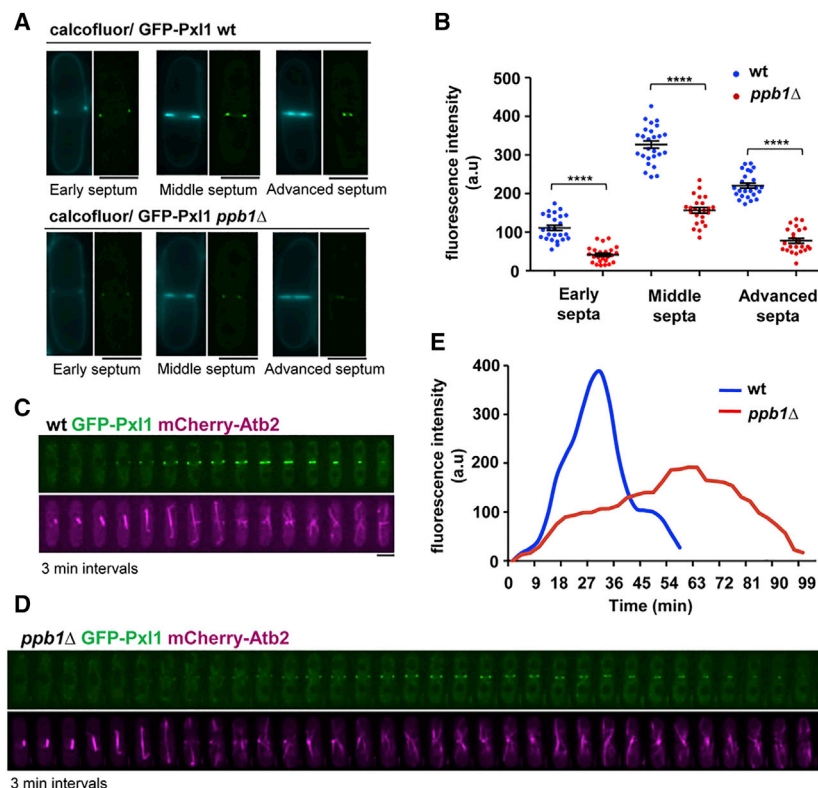 A
calcofluor/ GFP-Pxl1 wt
Early septum Middle septum Advanced septum
calcofluor/ GFP-Pxl1 ppb1Δ
Early septum Middle septum Advanced septum
B
wt
ppb1Δ
fluorescence intensity
(a.u)
500
400
300
200
100
0
****
****
****
Early
septa
Middle
septa
Advanced
septa
C
wt GFP-Pxl1 mCherry-Atb2
3 min intervals
E
wt
ppb1Δ
fluorescence intensity
(a.u)
400
300
200
100
0
0 9 18 27 36 45 54 63 72 81 90 99
Time (min)
D
ppb1Δ GFP-Pxl1 mCherry-Atb2
3 min intervals